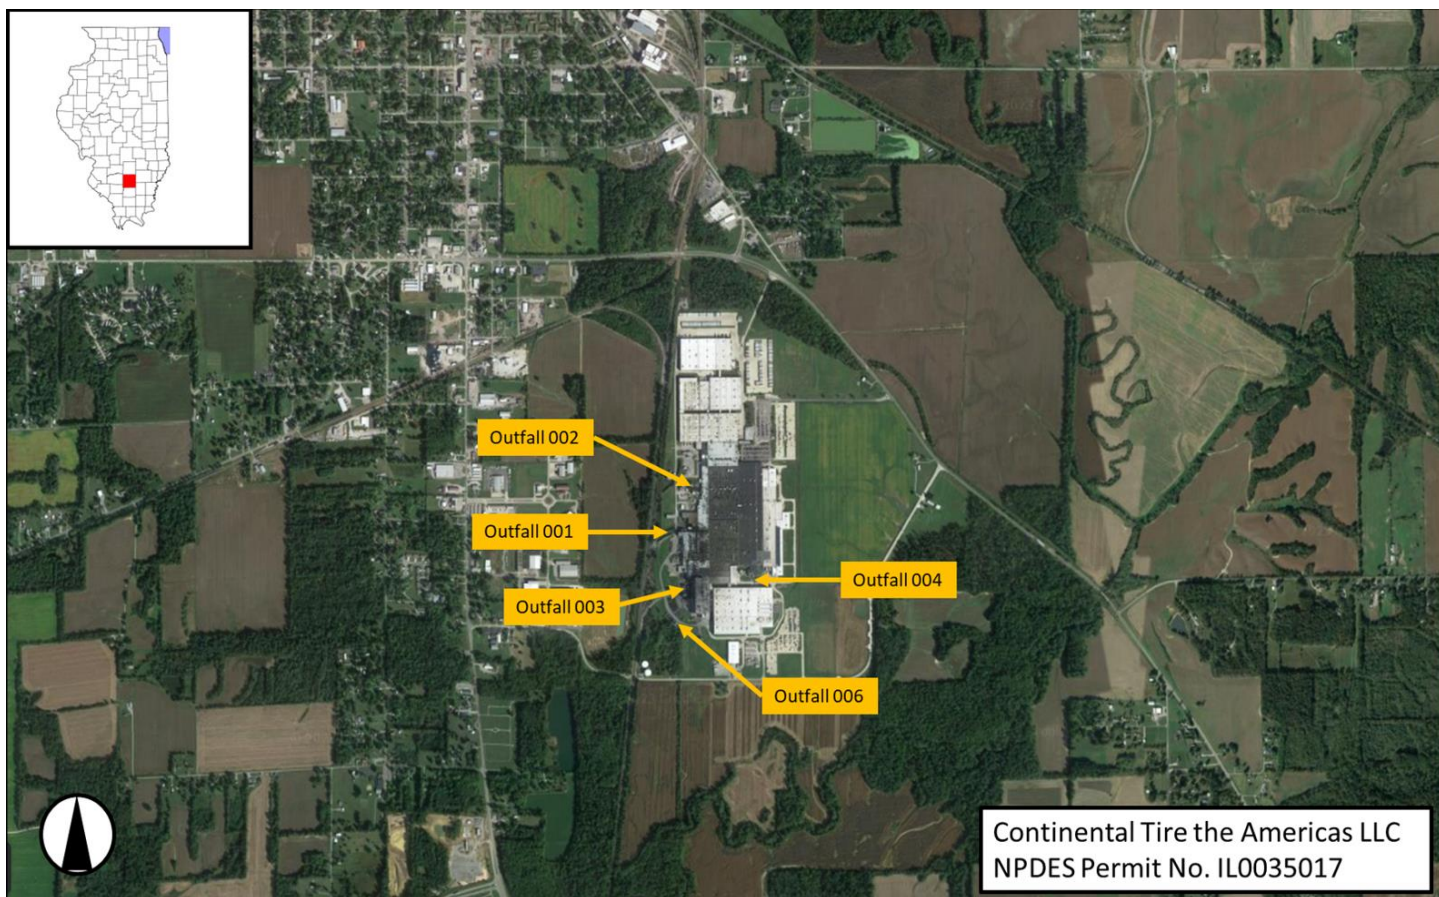 Outfall 002
Outfall 001
Outfall 003
Outfall 004
Outfall 006
Continental Tire the Americas LLC
NPDES Permit No. IL0035017